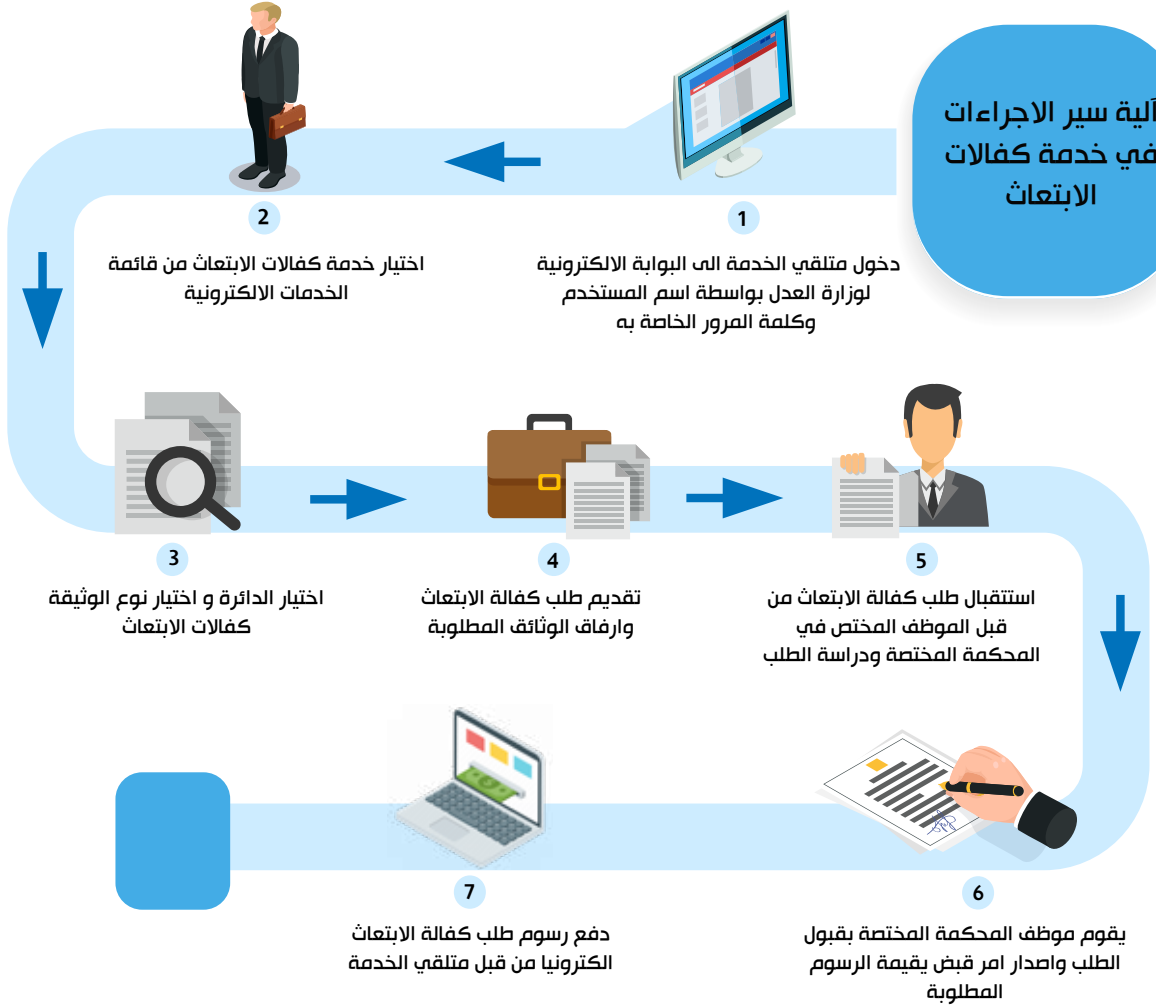 آلية سير الاجراءات
في خدمة كفالات
الابتعاث
1
دخول متلقي الخدمة الى البوابة الالكترونية
لوزارة العدل بواسطة اسم المستخدم
وكلمة المرور الخاصة به
2
اختيار خدمة كفالات الابتعاث من قائمة
الخدمات الالكترونية
3
اختيار الدائرة و اختيار نوع الوثيقة
كفالات الابتعاث
4
تقديم طلب كفالة الابتعاث
وارفاق الوثائق المطلوبة
5
استتقبال طلب كفالة الابتعاث من
قبل الموظف المختص في
المحكمة المختصة ودراسة الطلب
6
يقوم موظف المحكمة المختصة بقبول
الطلب واصدار امر قبض يقيمة الرسوم
المطلوبة
7
دفع رسوم طلب كفالة الابتعاث
الكترونيا من قبل متلقي الخدمة